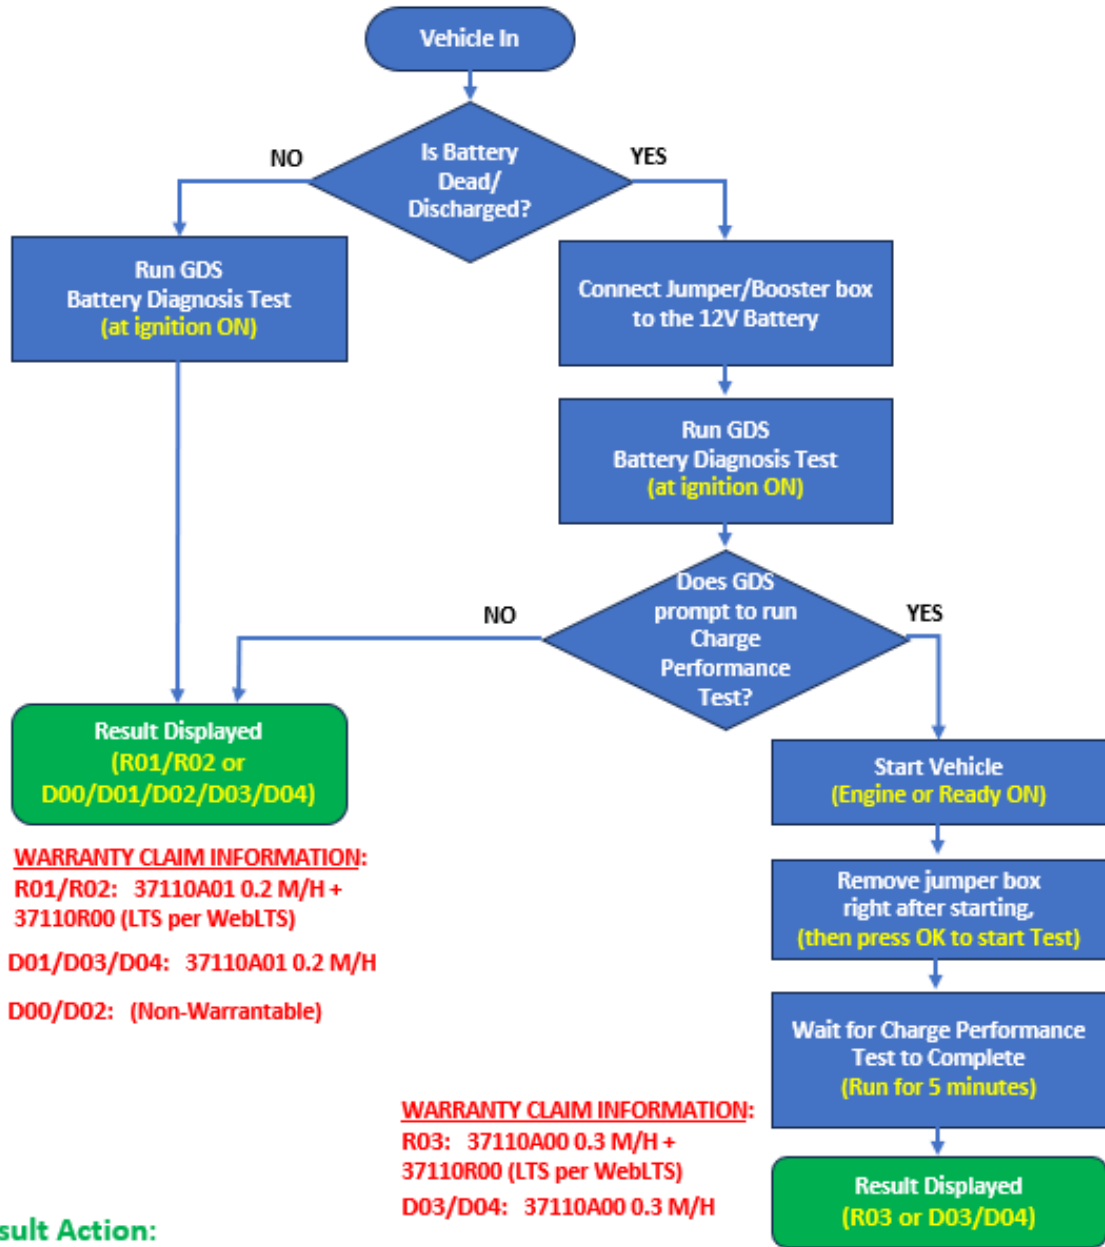 Vehicle In
Is Battery
Dead/
Discharged?
NO
YES
Run GDS
Battery Diagnosis Test
(at ignition ON)
Connect Jumper/Booster box
to the 12V Battery
Run GDS
Battery Diagnosis Test
(at ignition ON)
Does GDS
prompt to run
Charge
Performance
Test?
NO
YES
Result Displayed
(R01/R02 or
D00/D01/D02/D03/D04)
WARRANTY CLAIM INFORMATION:
R01/R02: 37110A01 0.2 M/H +
37110R00 (LTS per WebLTS)
D01/D03/D04: 37110A01 0.2 M/H
D00/D02: (Non-Warrantable)
Start Vehicle
(Engine or Ready ON)
Remove jumper box
right after starting,
(then press OK to start Test)
Wait for Charge Performance
Test to Complete
(Run for 5 minutes)
WARRANTY CLAIM INFORMATION:
R03: 37110A00 0.3 M/H +
37110R00 (LTS per WebLTS)
D03/D04: 37110A00 0.3 M/H
Result Displayed
(R03 or D03/D04)
sult Action: